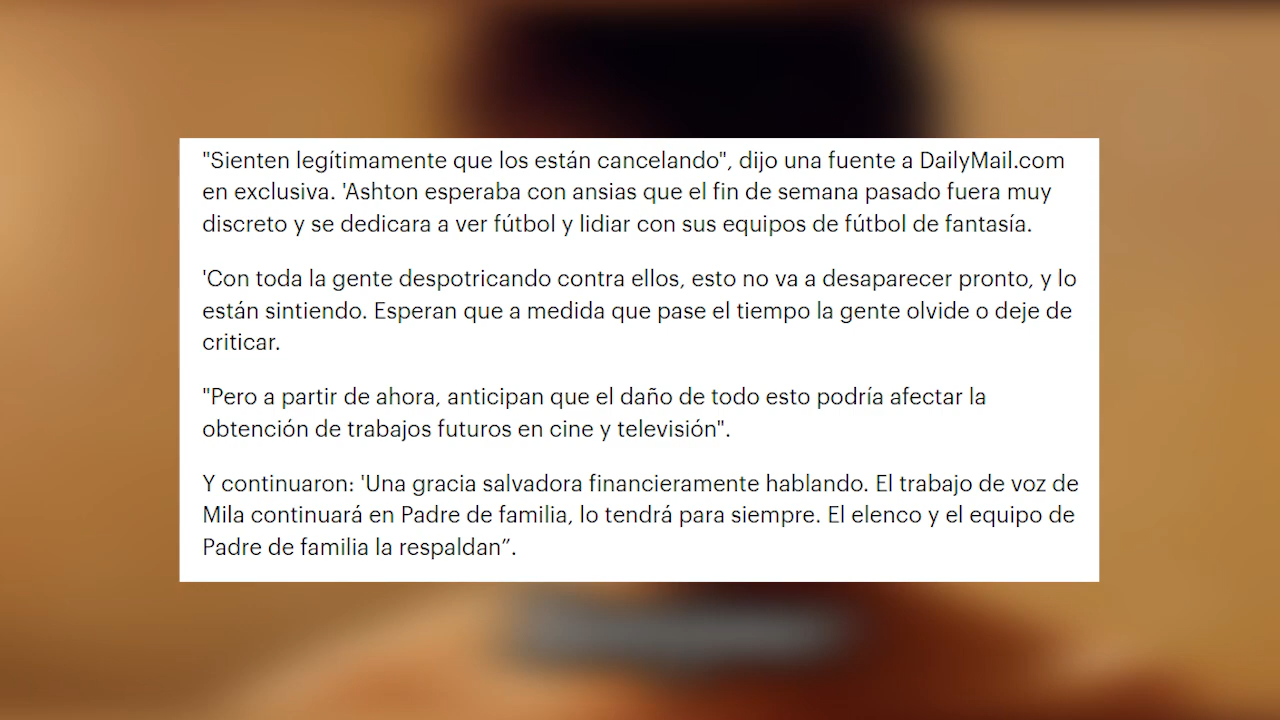 "Sienten legítimamente que los están cancelando", dijo una fuente a DailyMail.com
en exclusiva. 'Ashton esperaba con ansias que el fin de semana pasado fuera muy
discreto y se dedicara a ver fútbol y lidiar con sus equipos de fútbol de fantasía.
'Con toda la gente despotricando contra ellos, esto no va a desaparecer pronto, y lo
están sintiendo. Esperan que a medida que pase el tiempo la gente olvide o deje de
criticar.
"Pero a partir de ahora, anticipan que el daño de todo esto podría afectar la
obtención de trabajos futuros en cine y televisión".
Y continuaron: 'Una gracia salvadora financieramente hablando. El trabajo de voz de
Mila continuará en Padre de familia, lo tendrá para siempre. El elenco y el equipo de
Padre de familia la respaldan”.